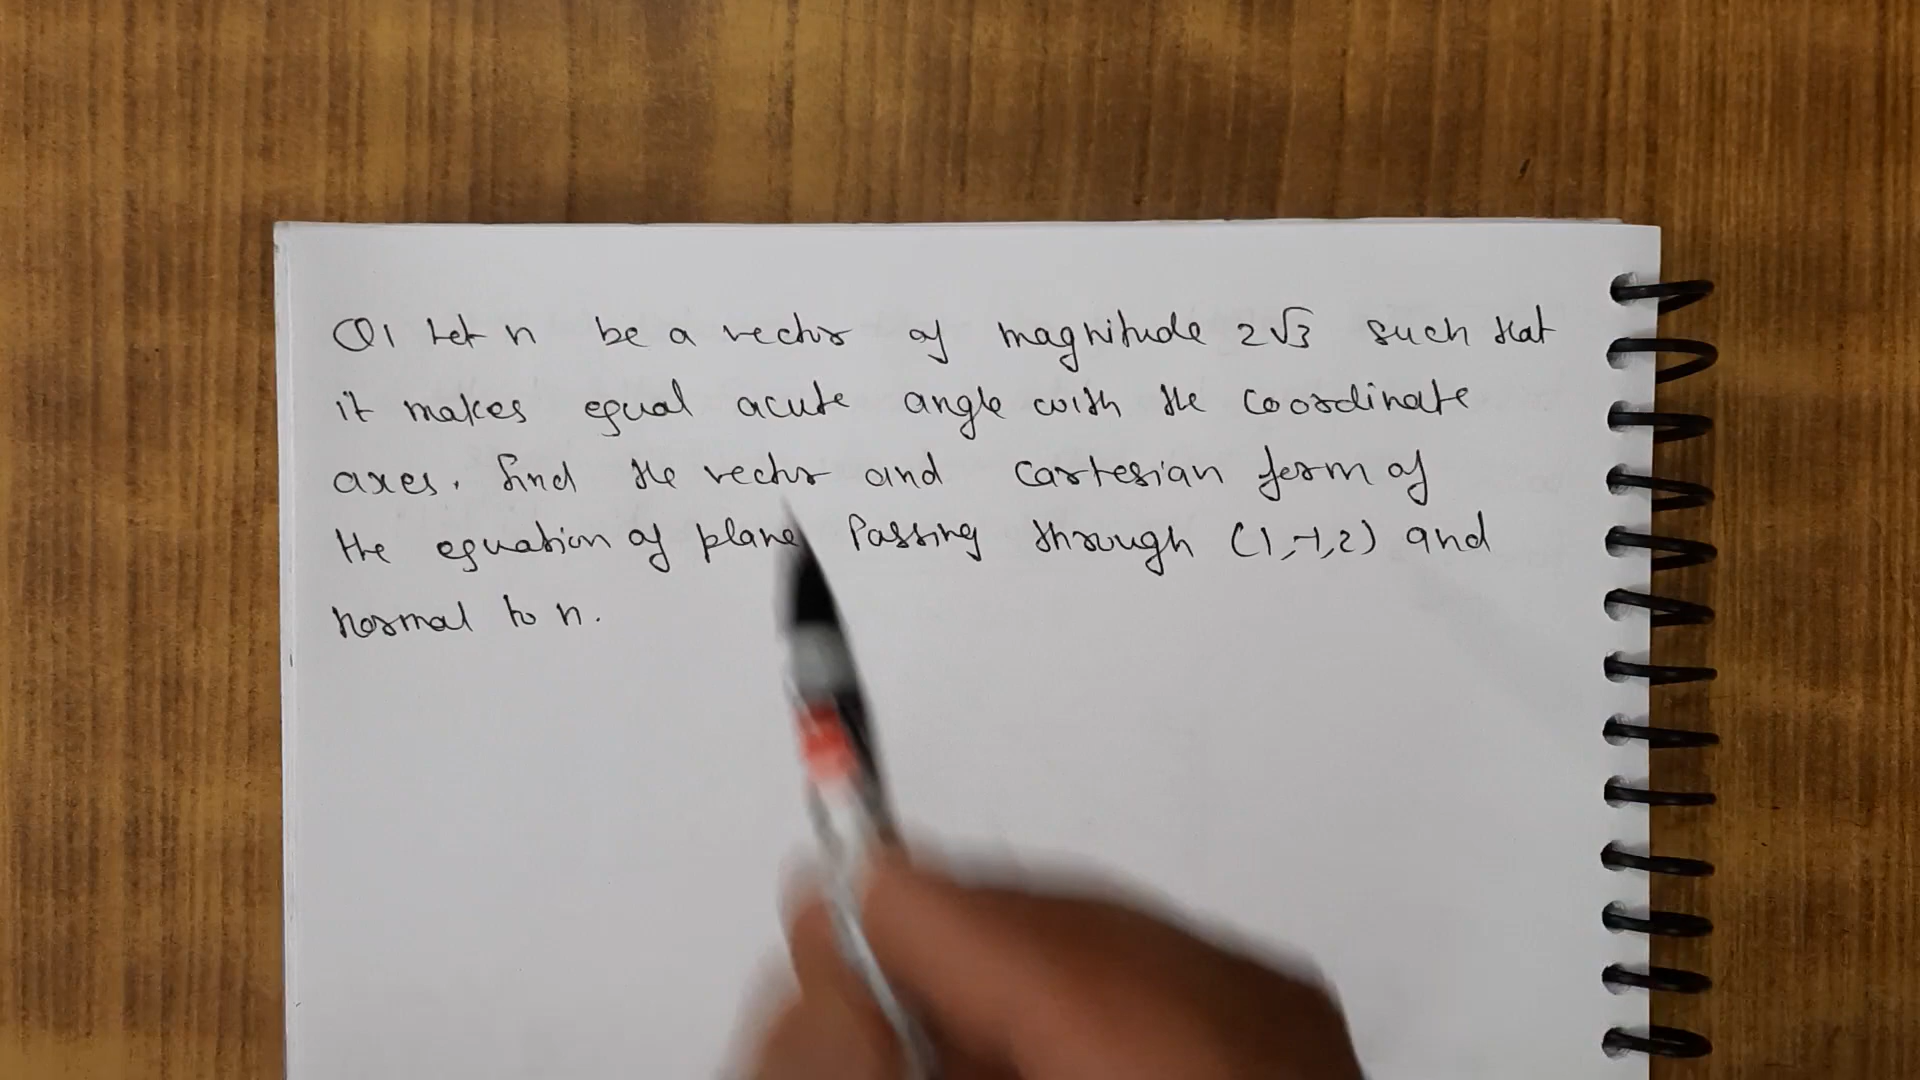 Q1 Let n be a vector of magnitude 2√3 such that
it makes equal acute angle with the coordinate
axes. find the vector and cartesian form of
the equation of plane passing through (1,-1,2) and
normal to n.